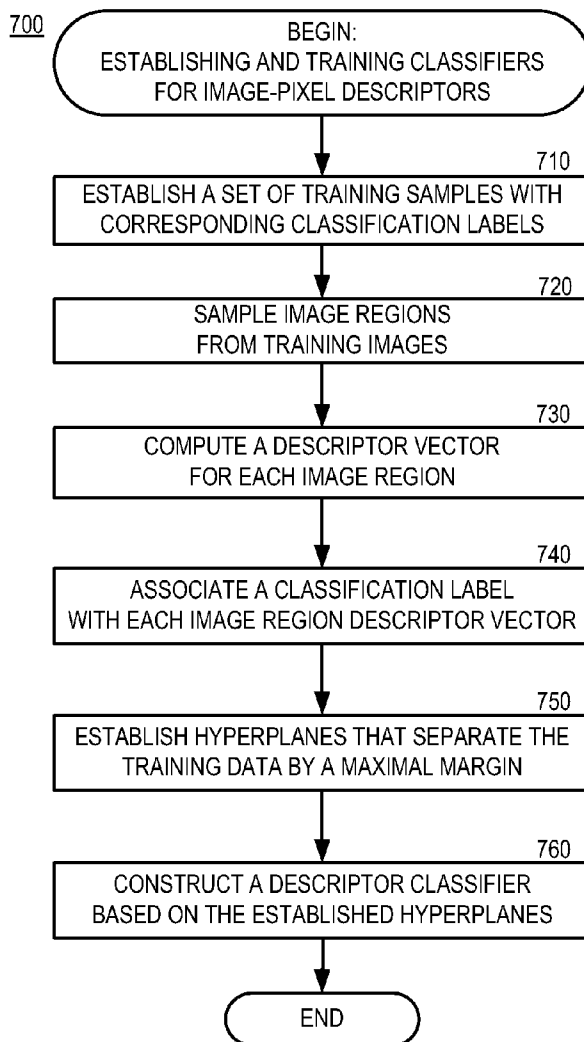 700
BEGIN:
ESTABLISHING AND TRAINING CLASSIFIERS
FOR IMAGE-PIXEL DESCRIPTORS
710
ESTABLISH A SET OF TRAINING SAMPLES WITH
CORRESPONDING CLASSIFICATION LABELS
720
SAMPLE IMAGE REGIONS
FROM TRAINING IMAGES
730
COMPUTE A DESCRIPTOR VECTOR
FOR EACH IMAGE REGION
740
ASSOCIATE A CLASSIFICATION LABEL
WITH EACH IMAGE REGION DESCRIPTOR VECTOR
750
ESTABLISH HYPERPLANES THAT SEPARATE THE
TRAINING DATA BY A MAXIMAL MARGIN
760
CONSTRUCT A DESCRIPTOR CLASSIFIER
BASED ON THE ESTABLISHED HYPERPLANES
END